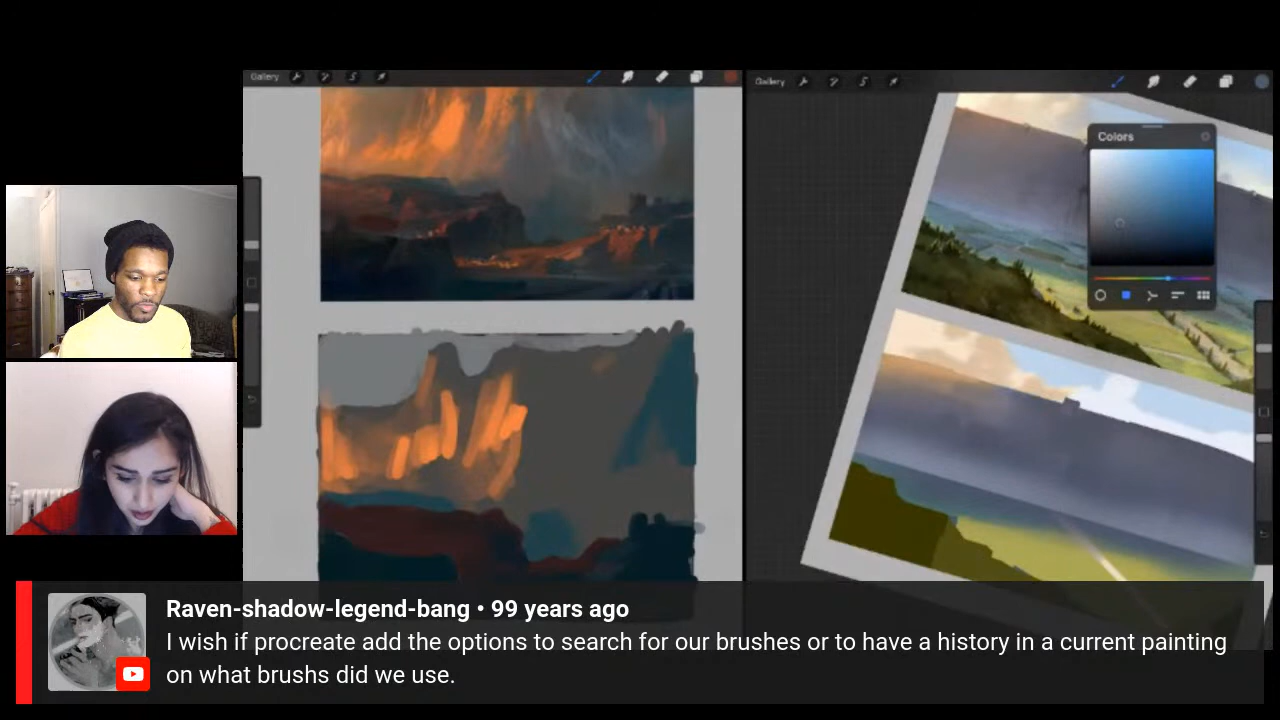 Gallery
Gallery
Colors
Raven-shadow-legend-bang • 99 years ago
I wish if procreate add the options to search for our brushes or to have a history in a current painting
on what brushs did we use.